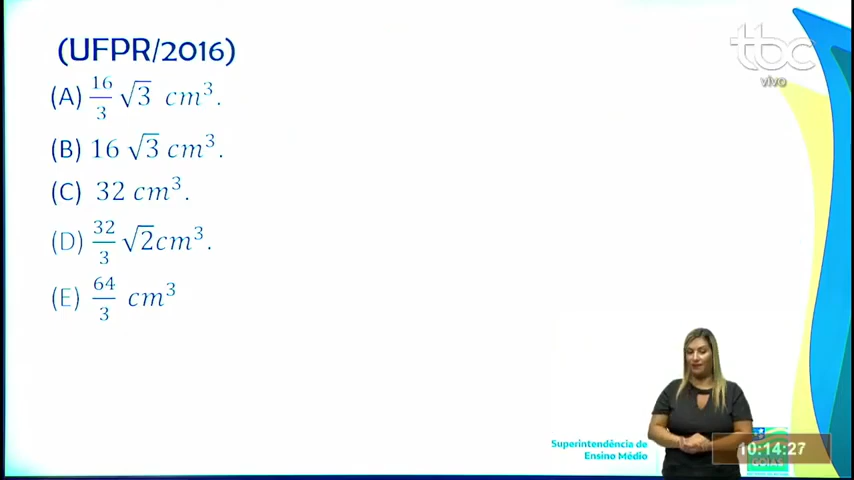 (UFPR/2016)
(A) 16/3 √3 cm³.
(B) 16 √3 cm³.
(C) 32 cm³.
(D) 32/3 √2cm³.
(E) 64/3 cm³
tbc
vivo
Superintendência de
Ensino Médio
10:14:27
GOIÁS